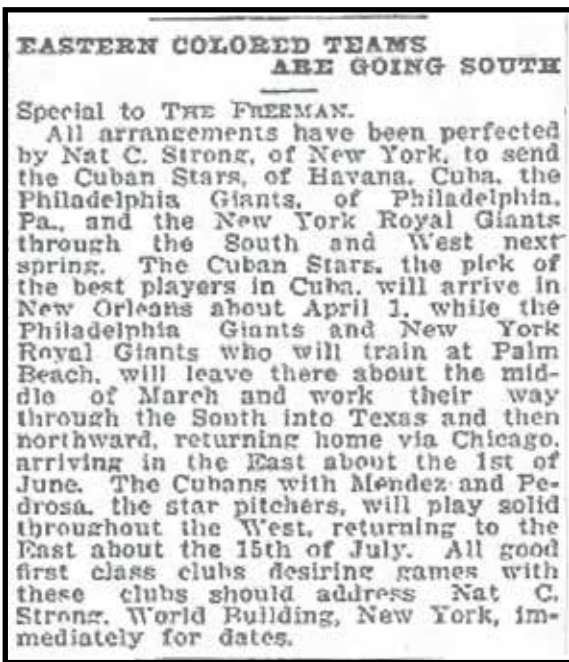 EASTERN COLORED TEAMS
ARE GOING SOUTH
Special to THE FREEMAN.
All arrangements have been perfected
by Nat C. Strong, of New York, to send
the Cuban Stars, of Havana, Cuba, the
Philadelphia Giants, of Philadelphia,
Pa., and the New York Royal Giants
through the South and West next
spring. The Cuban Stars, the pick of
the best players in Cuba, will arrive in
New Orleans about April 1, while the
Philadelphia Giants and New York
Royal Giants who will train at Palm
Beach, will leave there about the mid-
dle of March and work their way
through the South into Texas and then
northward, returning home via Chicago,
arriving in the East about the 1st of
June. The Cubans with Mendez and Pe-
drosa, the star pitchers, will play solid
throughout the West, returning to the
East about the 15th of July. All good
first class clubs desiring games with
these clubs should address Nat C.
Strong, World Building, New York, im-
mediately for dates.